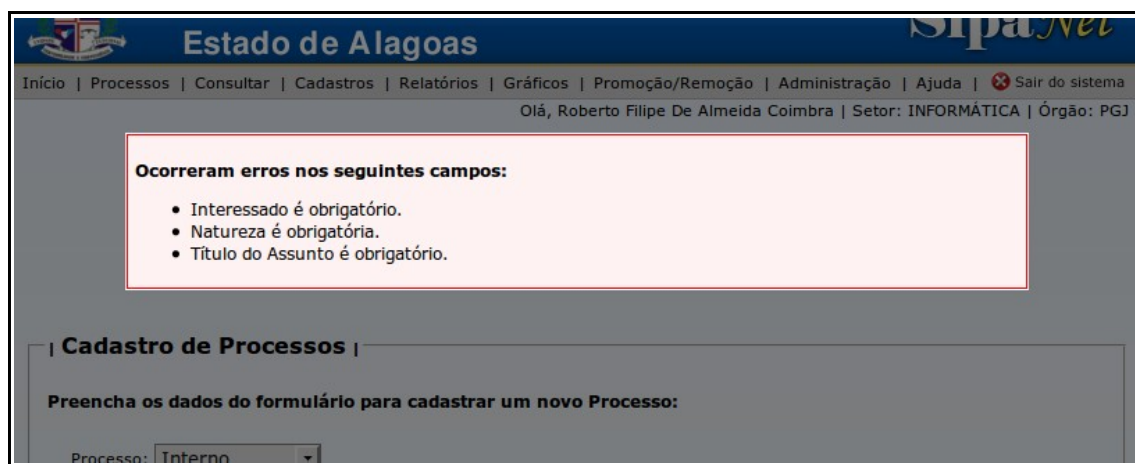 Estado de Alagoas
SipaNet
Início | Processos | Consultar | Cadastros | Relatórios | Gráficos | Promoção/Remoção | Administração | Ajuda | Sair do sistema
Olá, Roberto Filipe De Almeida Coimbra | Setor: INFORMÁTICA | Órgão: PGJ
Ocorreram erros nos seguintes campos:
• Interessado é obrigatório.
• Natureza é obrigatória.
• Título do Assunto é obrigatório.
| Cadastro de Processos |
Preencha os dados do formulário para cadastrar um novo Processo:
Processo: Interno